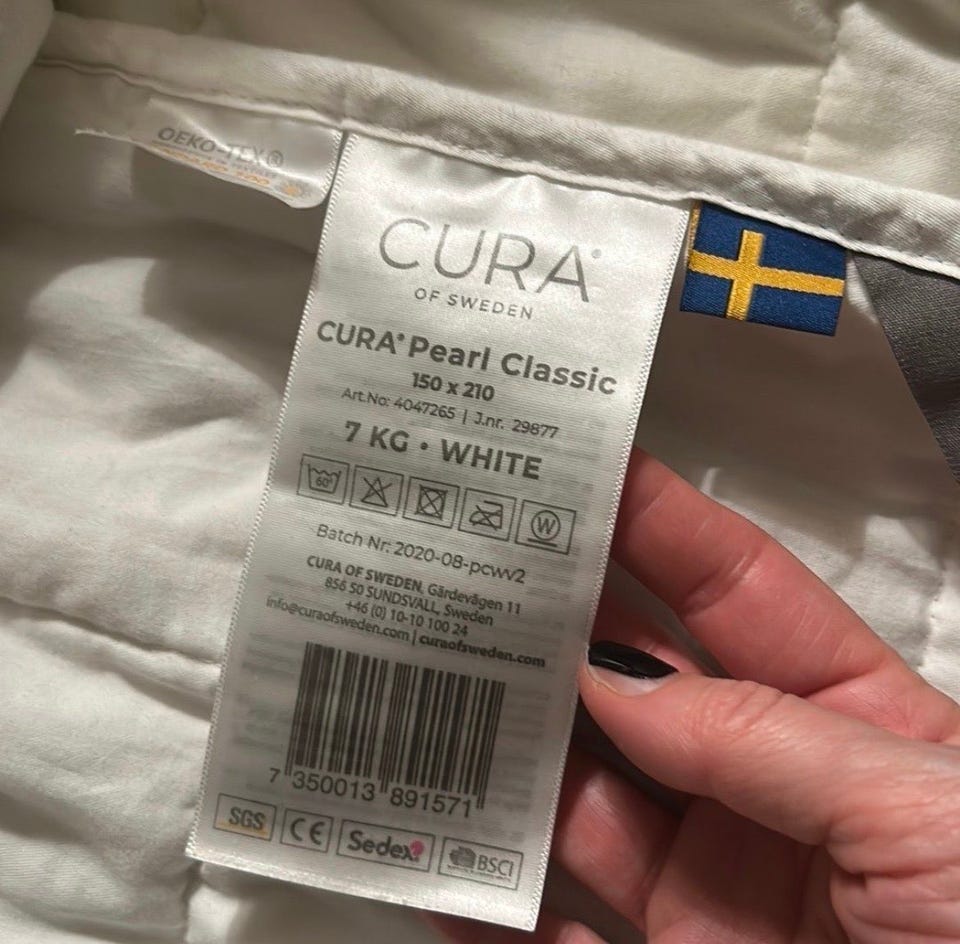 OEKO-TEX®
STANDARD 100
CURA®
OF SWEDEN
CURA® Pearl Classic
150 x 210
Art.No: 4047265 | J.nr. 29877
7 KG • WHITE
60°
W
Batch Nr: 2020-08-pcwv2
CURA OF SWEDEN, Gärdevägen 11
856 50 SUNDSVALL, Sweden
+46 (0) 10-10 100 24
info@curaofsweden.com | curaofsweden.com
7 350013 891571
SGS CE Sedex BSCI